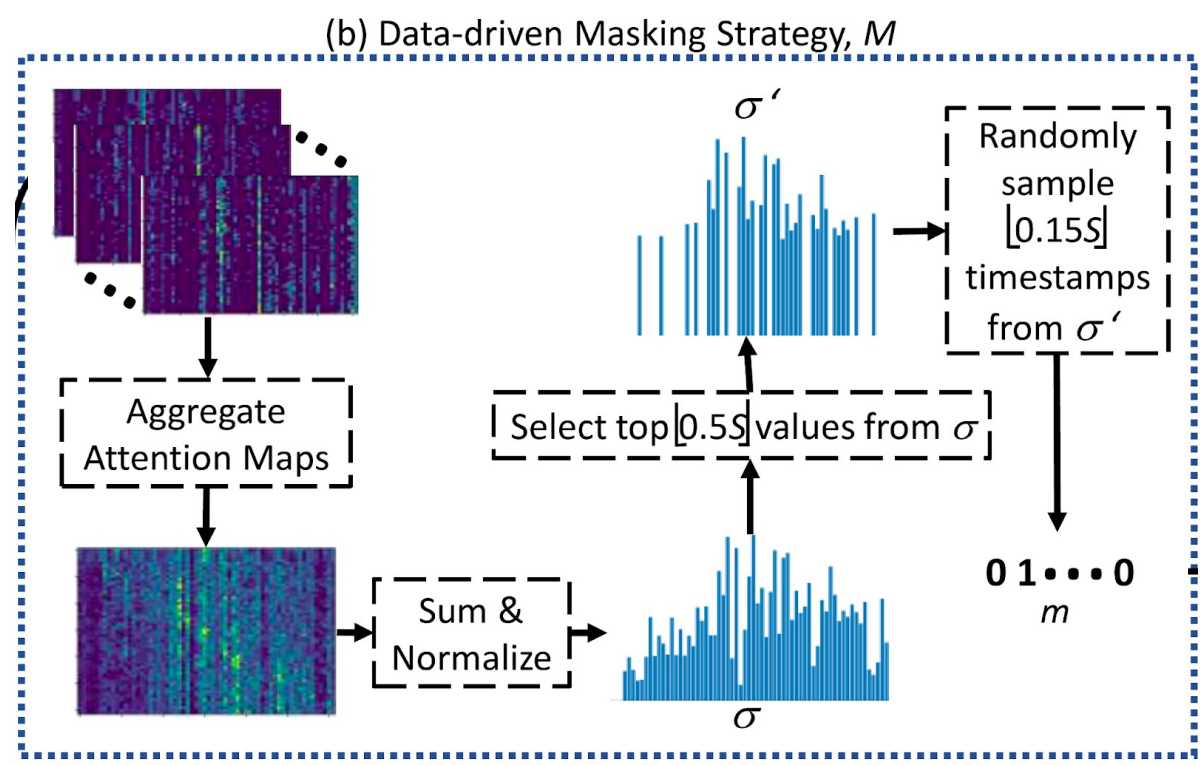 (b) Data-driven Masking Strategy, M
σ‘
Randomly
sample
⌊0.15S⌋
timestamps
from σ‘
Aggregate
Attention Maps
Select top ⌊0.5S⌋ values from σ
Sum &
Normalize
σ
0 1 • • • • 0
m